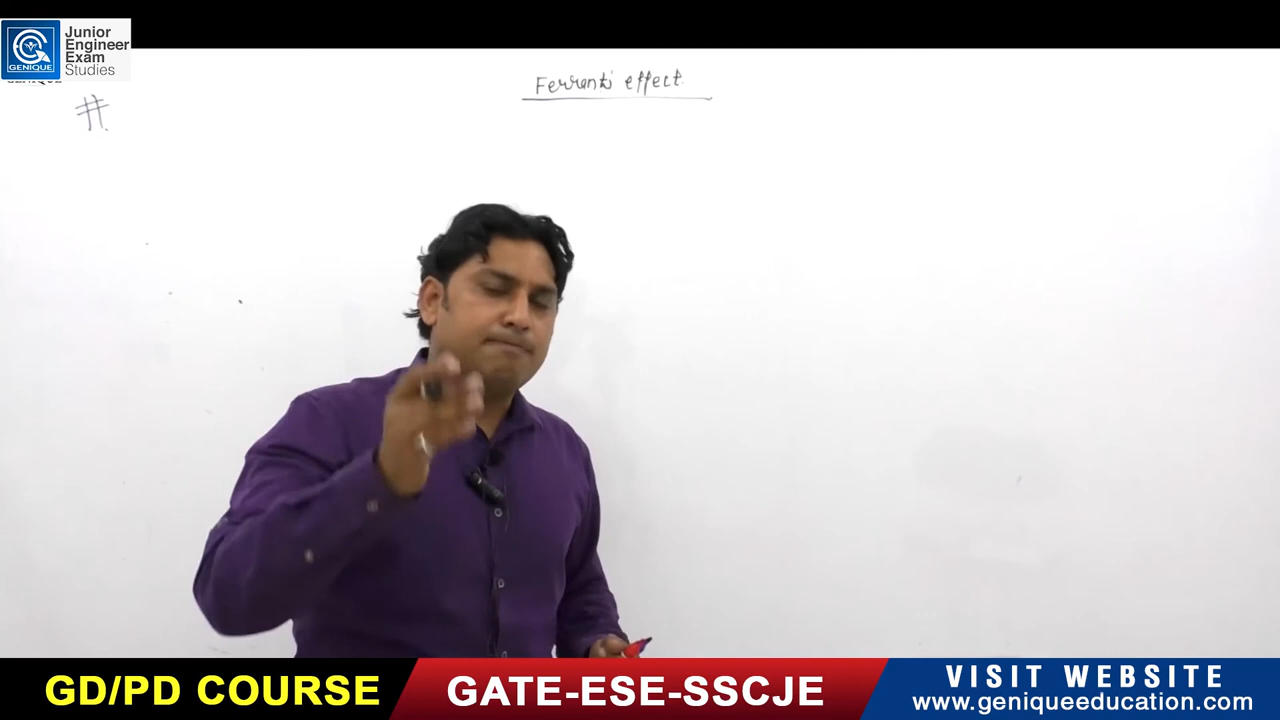 GENIQUE
Junior
Engineer
Exam
Studies
Ferranti effect
#
GD/PD COURSE
GATE-ESE-SSCJE
VISIT WEBSITE
www.geniqueeducation.com